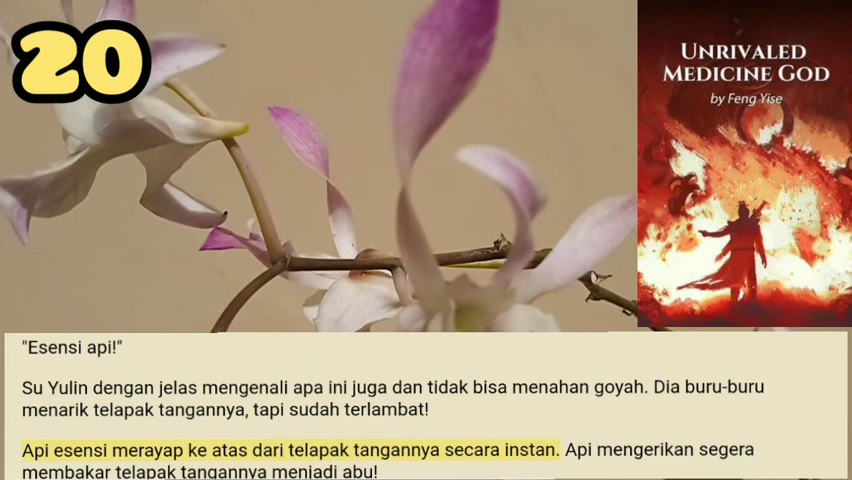 20
UNRIVALED
MEDICINE GOD
by Feng Yise
"Esensi api!"
Su Yulin dengan jelas mengenali apa ini juga dan tidak bisa menahan goyah. Dia buru-buru
menarik telapak tangannya, tapi sudah terlambat!
Api esensi merayap ke atas dari telapak tangannya secara instan. Api mengerikan segera
membakar telapak tangannya menjadi abu!